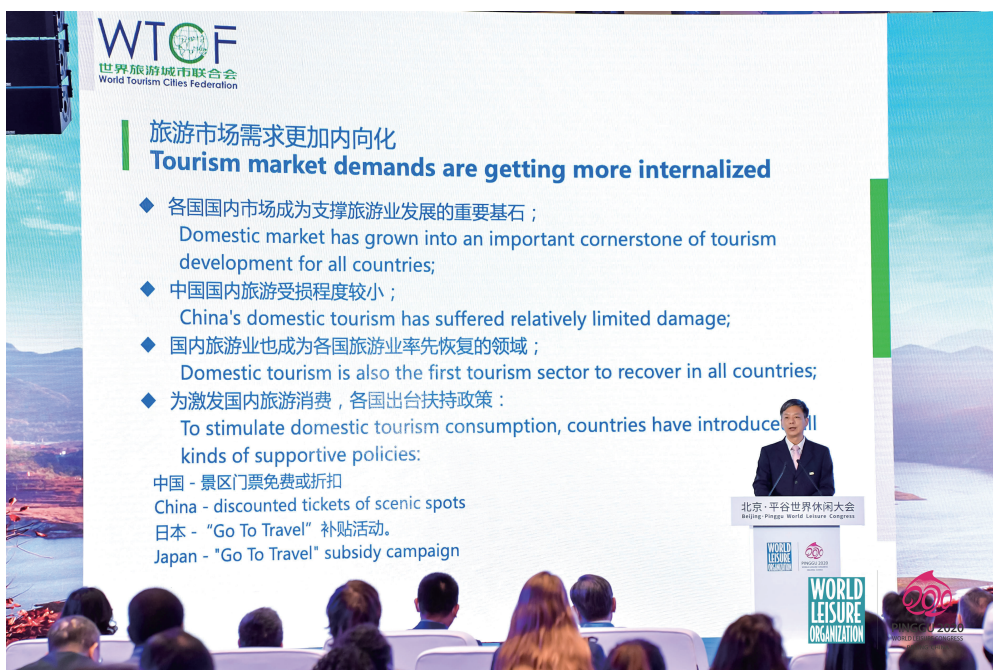 WTCF
世界旅游城市联合会
World Tourism Cities Federation
旅游市场需求更加内向化
Tourism market demands are getting more internalized
各国国内市场成为支撑旅游业发展的重要基石；
Domestic market has grown into an important cornerstone of tourism
development for all countries;
中国国内旅游受损程度较小；
China's domestic tourism has suffered relatively limited damage;
国内旅游业也成为各国旅游业率先恢复的领域；
Domestic tourism is also the first tourism sector to recover in all countries;
为激发国内旅游消费，各国出台扶持政策：
To stimulate domestic tourism consumption, countries have introduce
kinds of supportive policies:
中国 - 景区门票免费或折扣
China - discounted tickets of scenic spots
日本 - “Go To Travel” 补贴活动。
Japan - "Go To Travel" subsidy campaign
北京·平谷世界休闲大会
Beijing·Pinggu World Leisure Congress
WORLD
LEISURE
ORGANIZATION
PINGGU 2020
WORLD
LEISURE
ORGANIZATION
PINGGU 2020
WORLD LEISURE CONGRESS